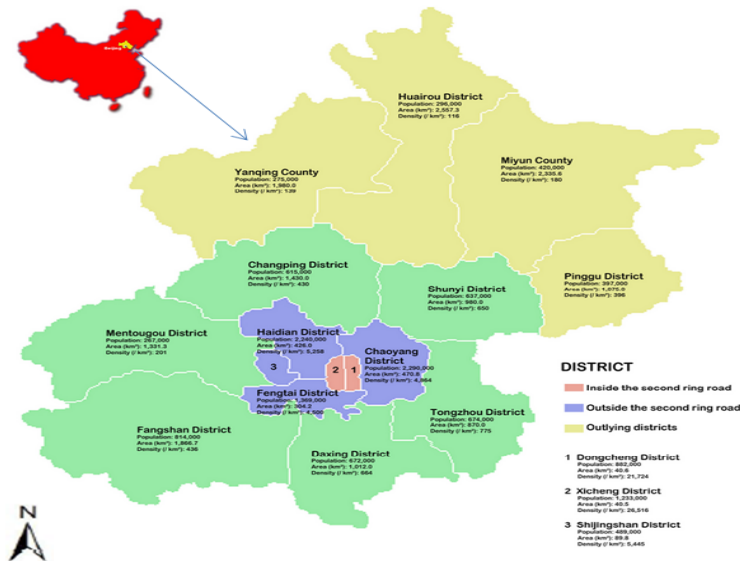 Beijing
Huairou District
Population: 296,000
Area (km²): 2,557.3
Density (/ km²): 116
Yanqing County
Population: 275,000
Area (km²): 1,980.0
Density (/ km²): 139
Miyun County
Population: 420,000
Area (km²): 2,335.6
Density (/ km²): 180
Changping District
Population: 615,000
Area (km²): 1,430.0
Density (/ km²): 430
Shunyi District
Population: 637,000
Area (km²): 980.0
Density (/ km²): 650
Pinggu District
Population: 397,000
Area (km²): 1,075.0
Density (/ km²): 396
Mentougou District
Population: 267,000
Area (km²): 1,331.3
Density (/ km²): 201
Haidian District
Population: 2,240,000
Area (km²): 426.0
Density (/ km²): 5,258
Chaoyang
District
Population: 2,290,000
Area (km²): 470.8
Density (/ km²): 4,864
3
2
1
Fengtai District
Population: 1,369,000
Area (km²): 304.2
Density (/ km²): 4,500
Tongzhou District
Population: 674,000
Area (km²): 870.0
Density (/ km²): 775
Fangshan District
Population: 814,000
Area (km²): 1,866.7
Density (/ km²): 436
Daxing District
Population: 672,000
Area (km²): 1,012.0
Density (/ km²): 664
DISTRICT
Inside the second ring road
Outside the second ring road
Outlying districts
1 Dongcheng District
Population: 882,000
Area (km²): 40.6
Density (/ km²): 21,724
2 Xicheng District
Population: 1,233,000
Area (km²): 40.5
Density (/ km²): 26,516
3 Shijingshan District
Population: 489,000
Area (km²): 89.8
Density (/ km²): 5,445
N